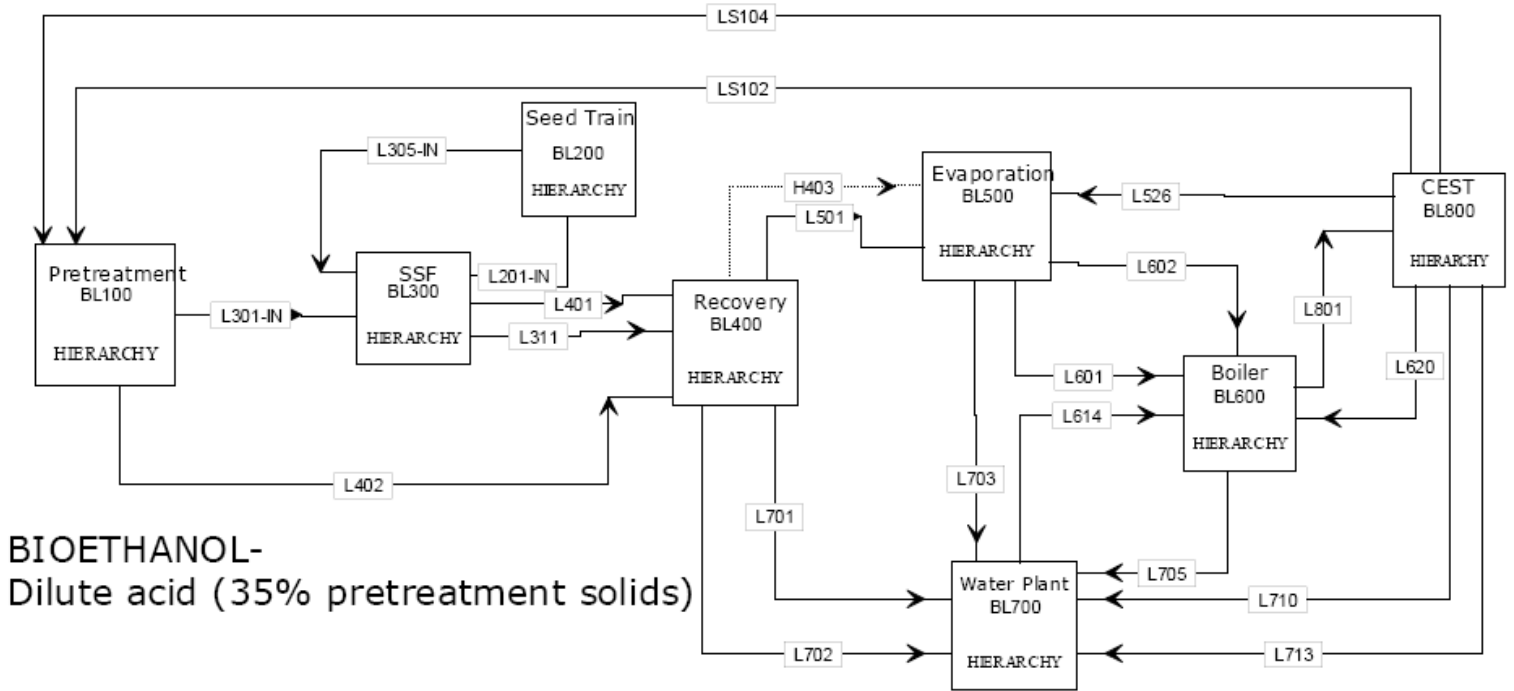 LS104
LS102
Seed Train
BL200
HIERARCHY
L305-IN
Evaporation
BL500
HIERARCHY
H403
L501
L526
CEST
BL800
HIERARCHY
Pretreatment
BL100
HIERARCHY
L301-IN
SSF
BL300
HIERARCHY
L201-IN
L401
L311
Recovery
BL400
HIERARCHY
L602
L801
L601
L614
Boiler
BL600
HIERARCHY
L620
L402
L701
L703
L702
Water Plant
BL700
HIERARCHY
L705
L710
L713
BIOETHANOL-
Dilute acid (35% pretreatment solids)